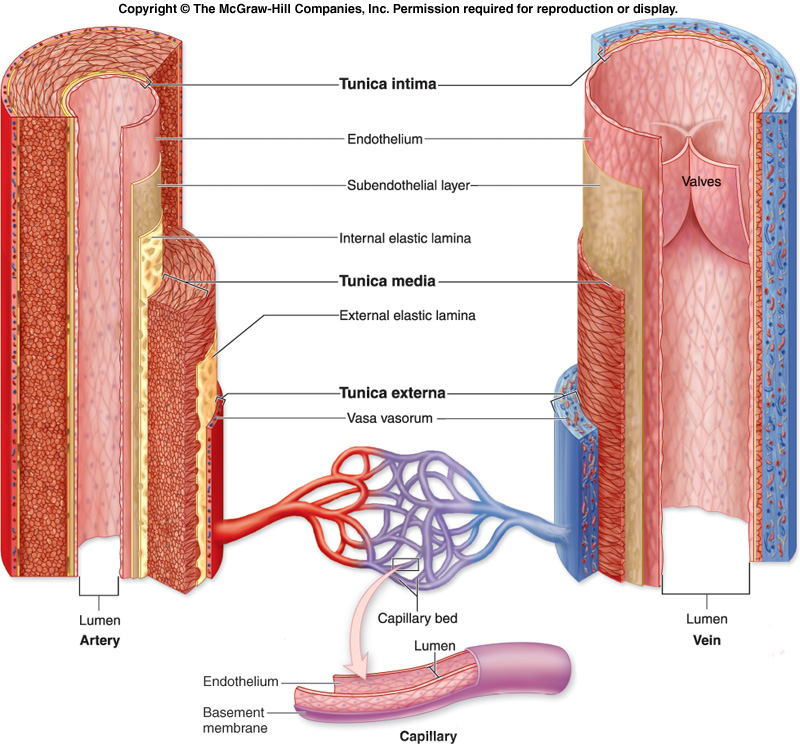 Copyright © The McGraw-Hill Companies, Inc. Permission required for reproduction or display.
Tunica intima
Endothelium
Subendothelial layer
Valves
Internal elastic lamina
Tunica media
External elastic lamina
Tunica externa
Vasa vasorum
Capillary bed
Lumen
Artery
Lumen
Vein
Lumen
Endothelium
Basement
membrane
Capillary